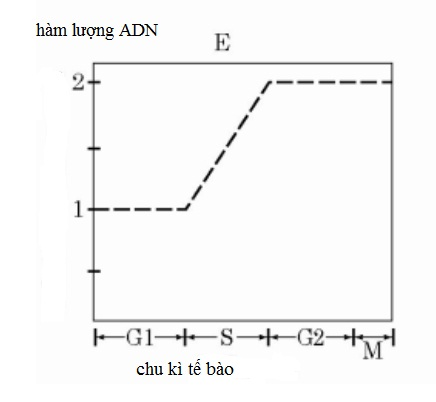 hàm lượng ADN
E
2
1
G1 S G2 M
chu kì tế bào